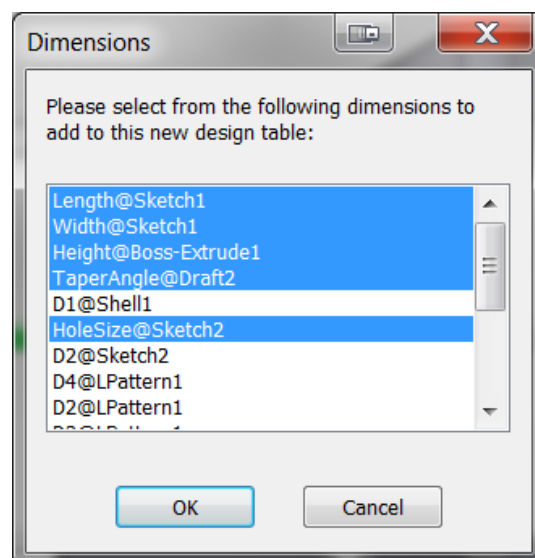 Dimensions
Please select from the following dimensions to
add to this new design table:
Length@Sketch1
Width@Sketch1
Height@Boss-Extrude1
TaperAngle@Draft2
D1@Shell1
HoleSize@Sketch2
D2@Sketch2
D4@LPattern1
D2@LPattern1
OK
Cancel